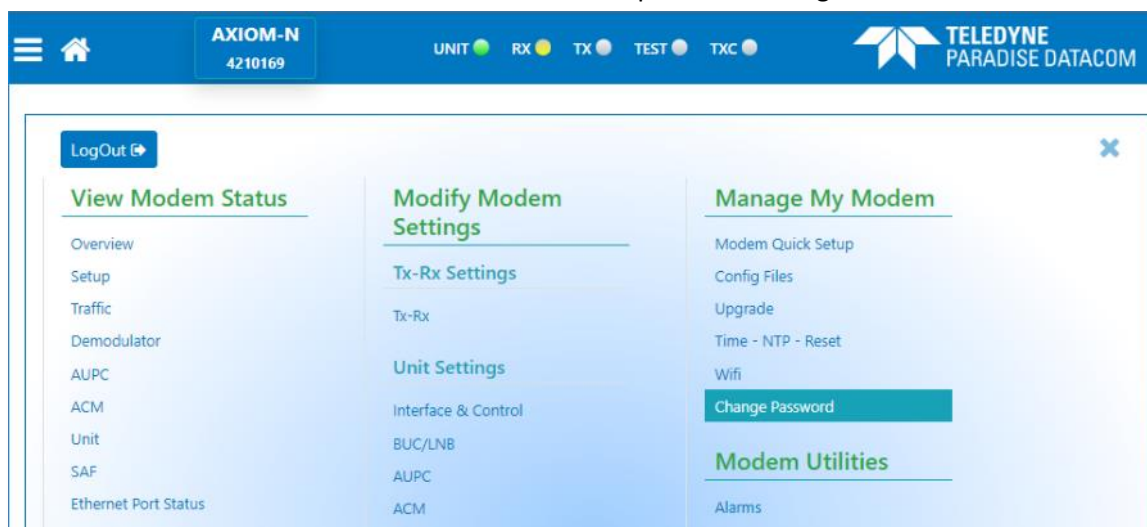 AXIOM-N
4210169
UNIT RX TX TEST TXC
TELEDYNE
PARADISE DATACOM
LogOut
View Modem Status
Overview
Setup
Traffic
Demodulator
AUPC
ACM
Unit
SAF
Ethernet Port Status
Modify Modem
Settings
Tx-Rx Settings
Tx-Rx
Unit Settings
Interface & Control
BUC/LNB
AUPC
ACM
Manage My Modem
Modem Quick Setup
Config Files
Upgrade
Time - NTP - Reset
Wifi
Change Password
Modem Utilities
Alarms